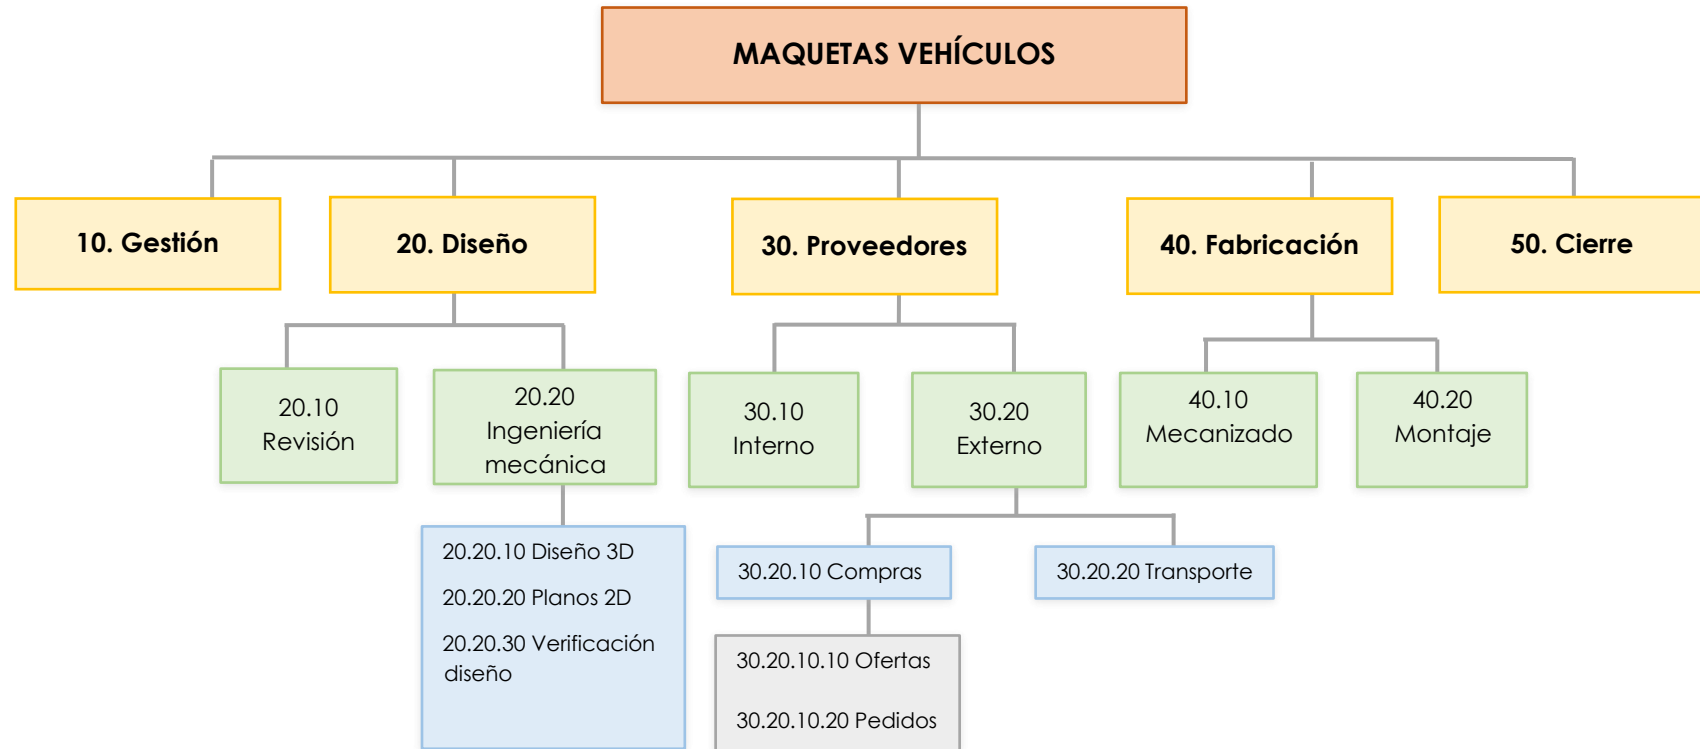 MAQUETAS VEHÍCULOS
10. Gestión
20. Diseño
30. Proveedores
40. Fabricación
50. Cierre
20.10
Revisión
20.20
Ingeniería
mecánica
30.10
Interno
30.20
Externo
40.10
Mecanizado
40.20
Montaje
20.20.10 Diseño 3D
20.20.20 Planos 2D
20.20.30 Verificación
diseño
30.20.10 Compras
30.20.20 Transporte
30.20.10.10 Ofertas
30.20.10.20 Pedidos